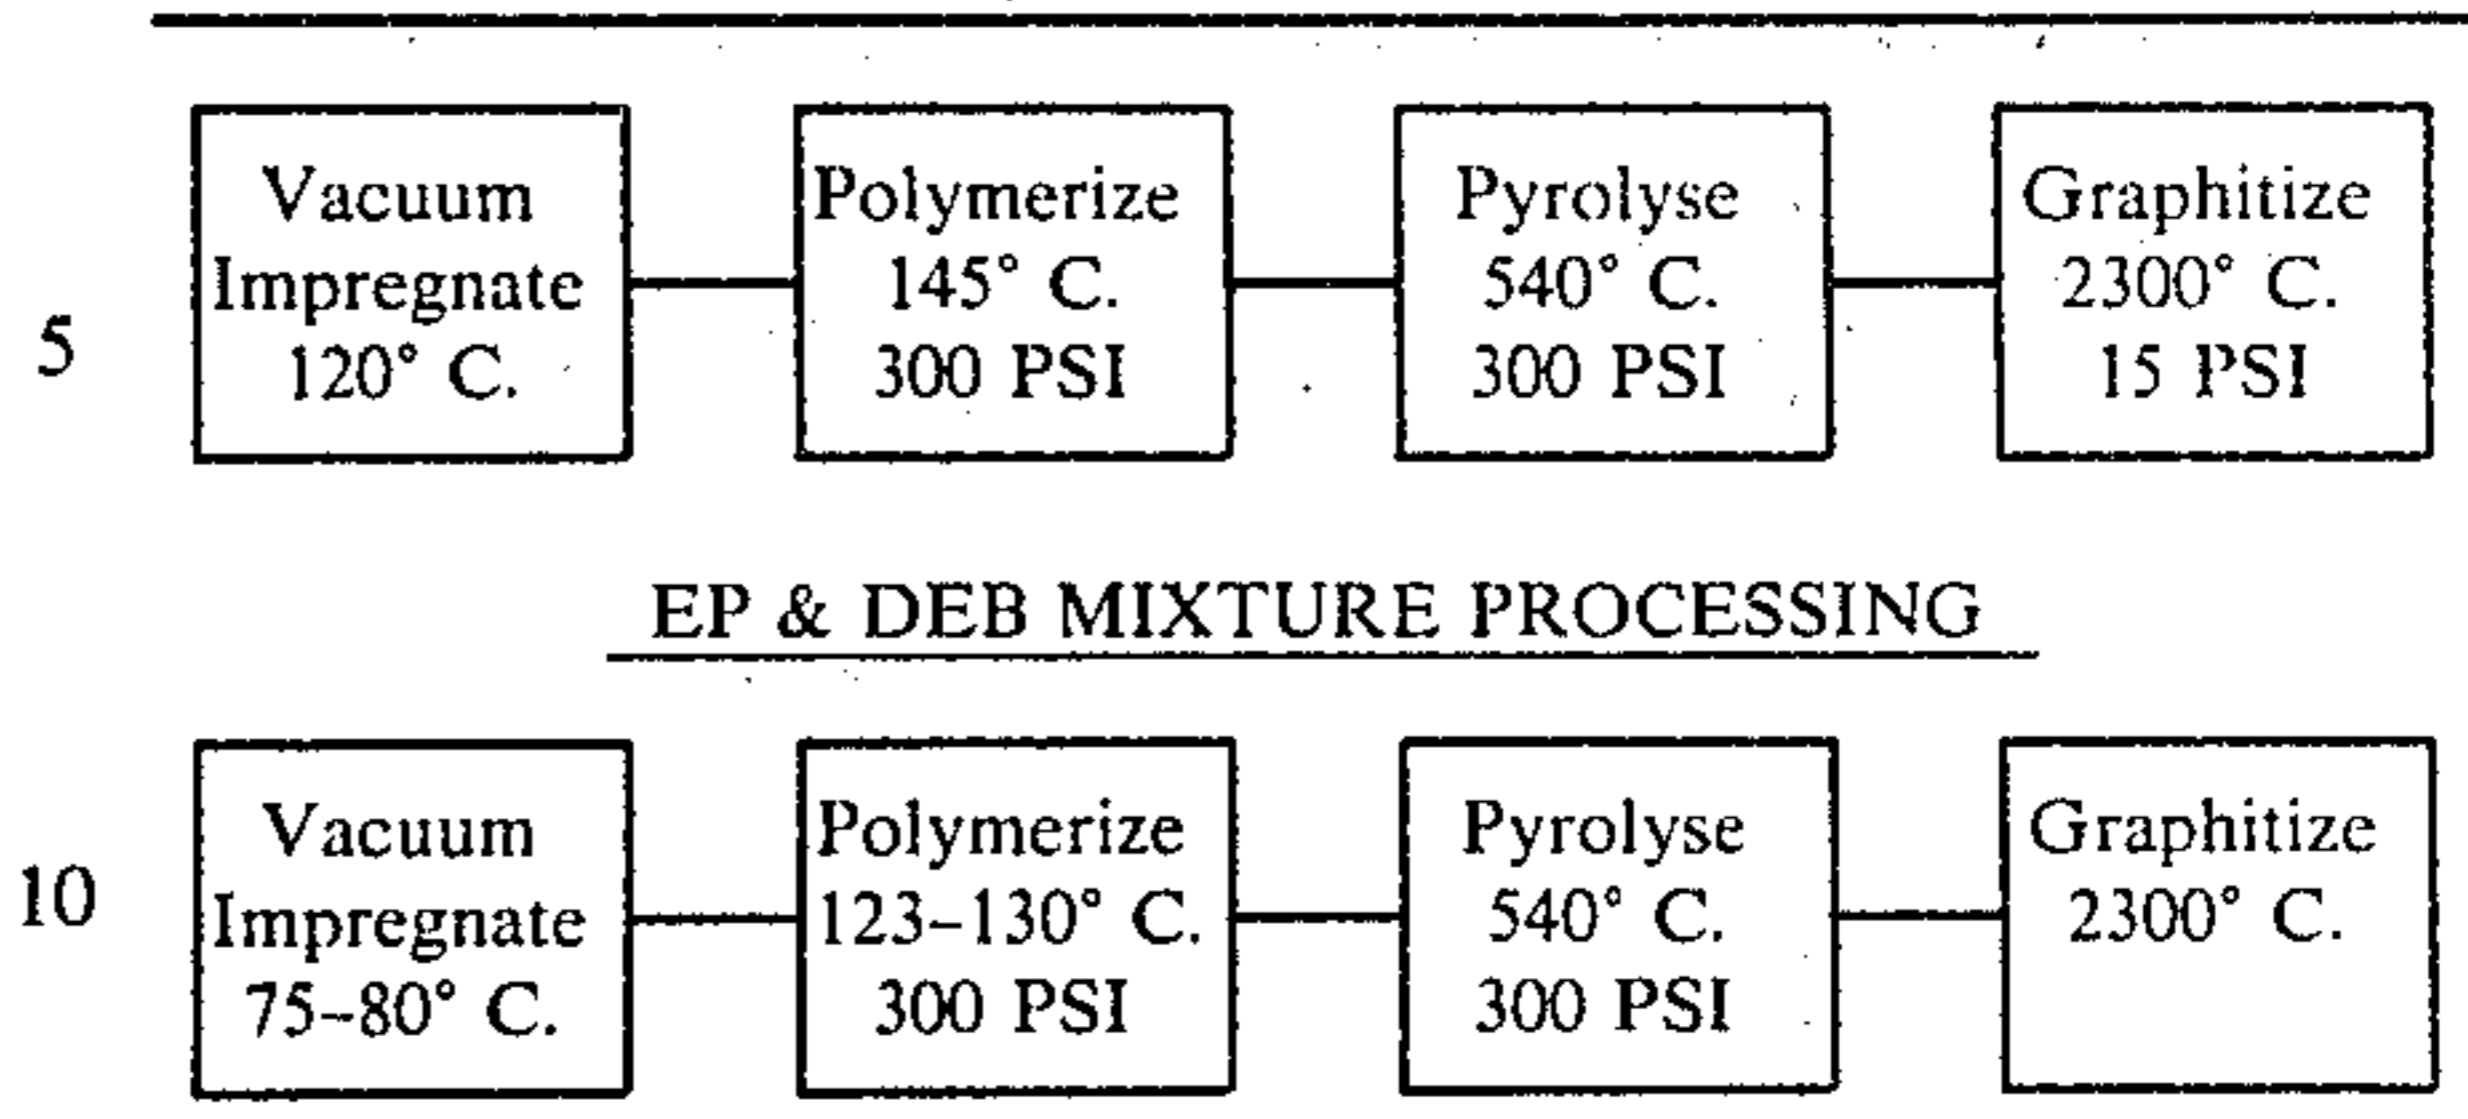 Vacuum
Impregnate
120° C.
Polymerize
145° C.
300 PSI
Pyrolyse
540° C.
300 PSI
Graphitize
2300° C.
15 PSI
5
EP & DEB MIXTURE PROCESSING
Vacuum
Impregnate
75–80° C.
Polymerize
123–130° C.
300 PSI
Pyrolyse
540° C.
300 PSI
Graphitize
2300° C.
10